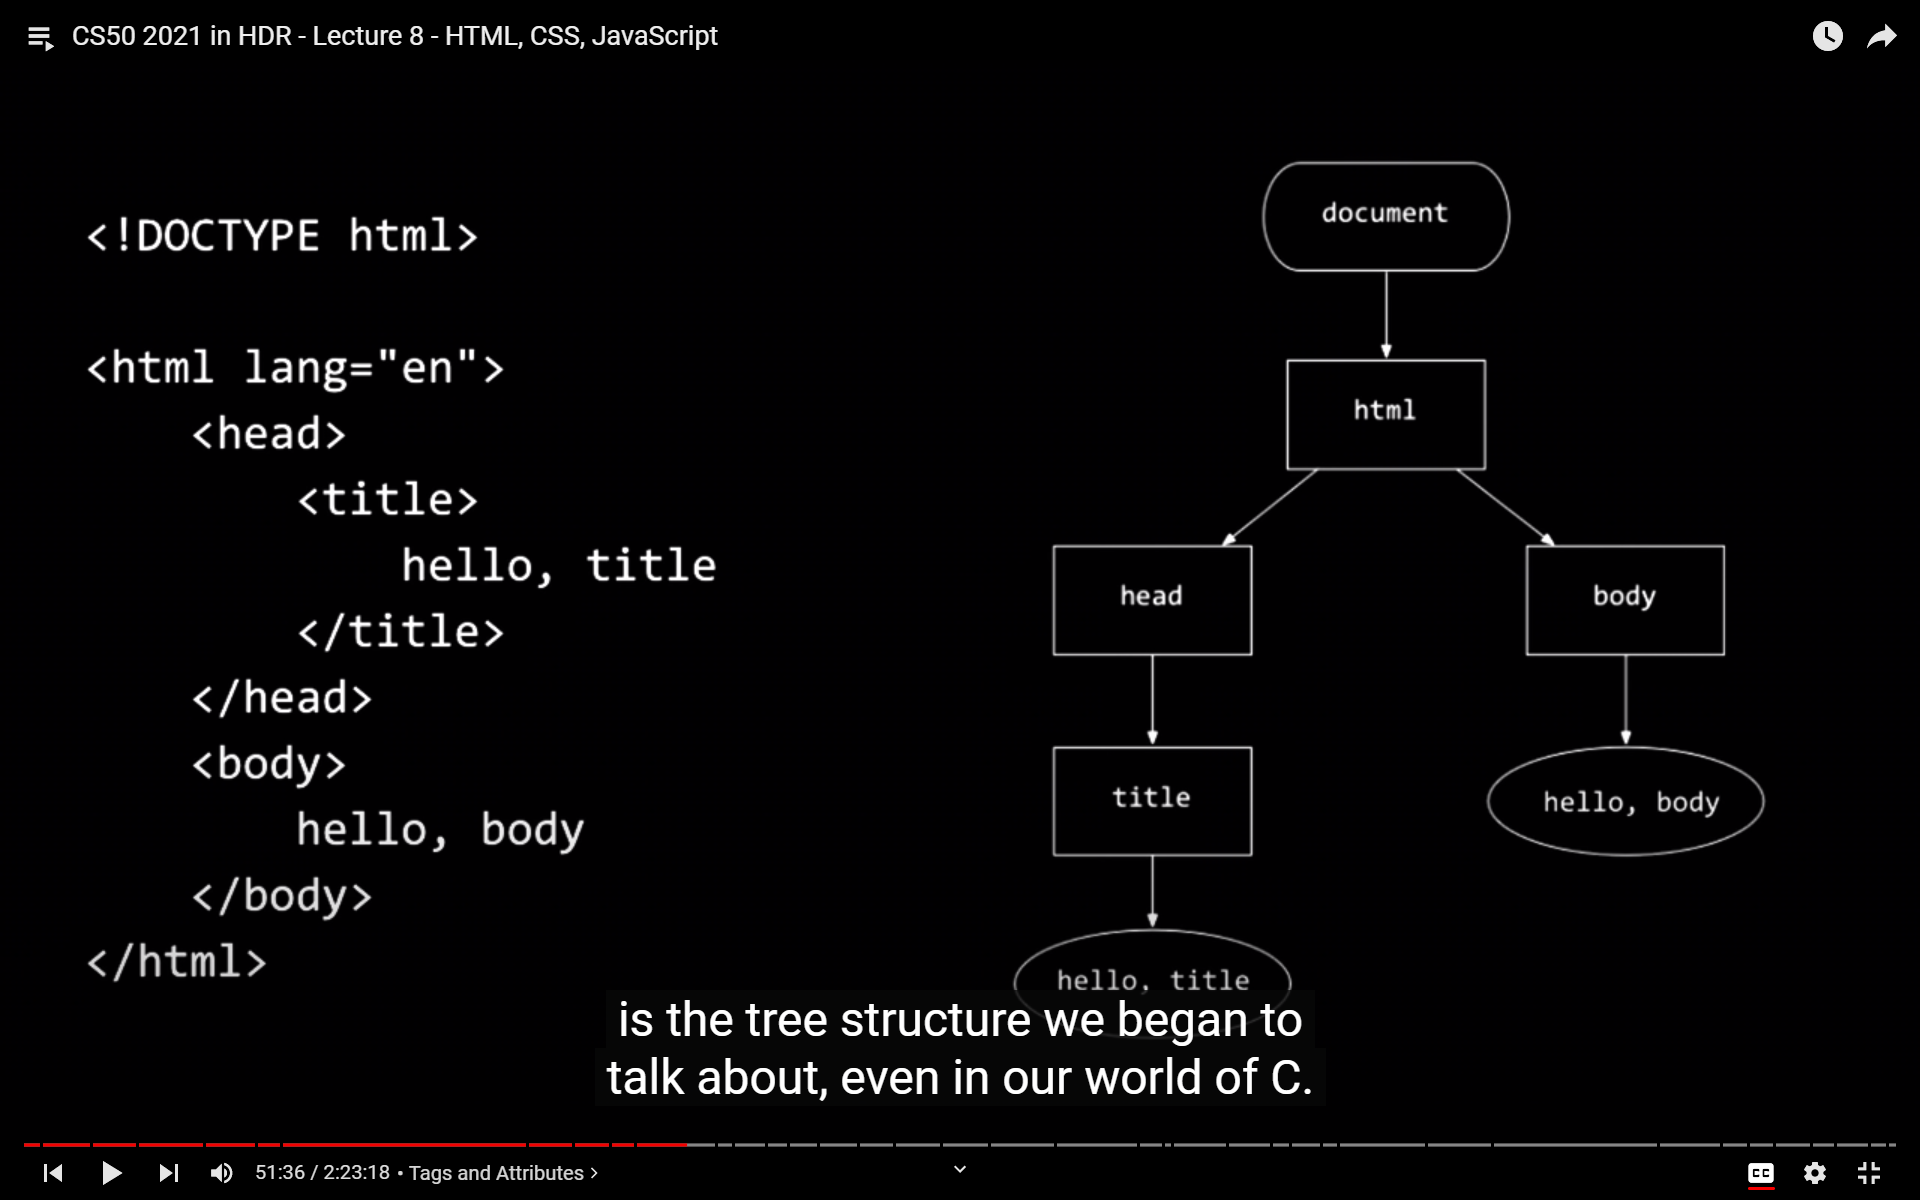 CS50 2021 in HDR - Lecture 8 - HTML, CSS, JavaScript
<!DOCTYPE html>
<html lang="en">
<head>
<title>
hello, title
</title>
</head>
<body>
hello, body
</body>
</html>
document
html
head
body
title
hello, body
hello, title
is the tree structure we began to
talk about, even in our world of C.
51:36 / 2:23:18 • Tags and Attributes ›
CC